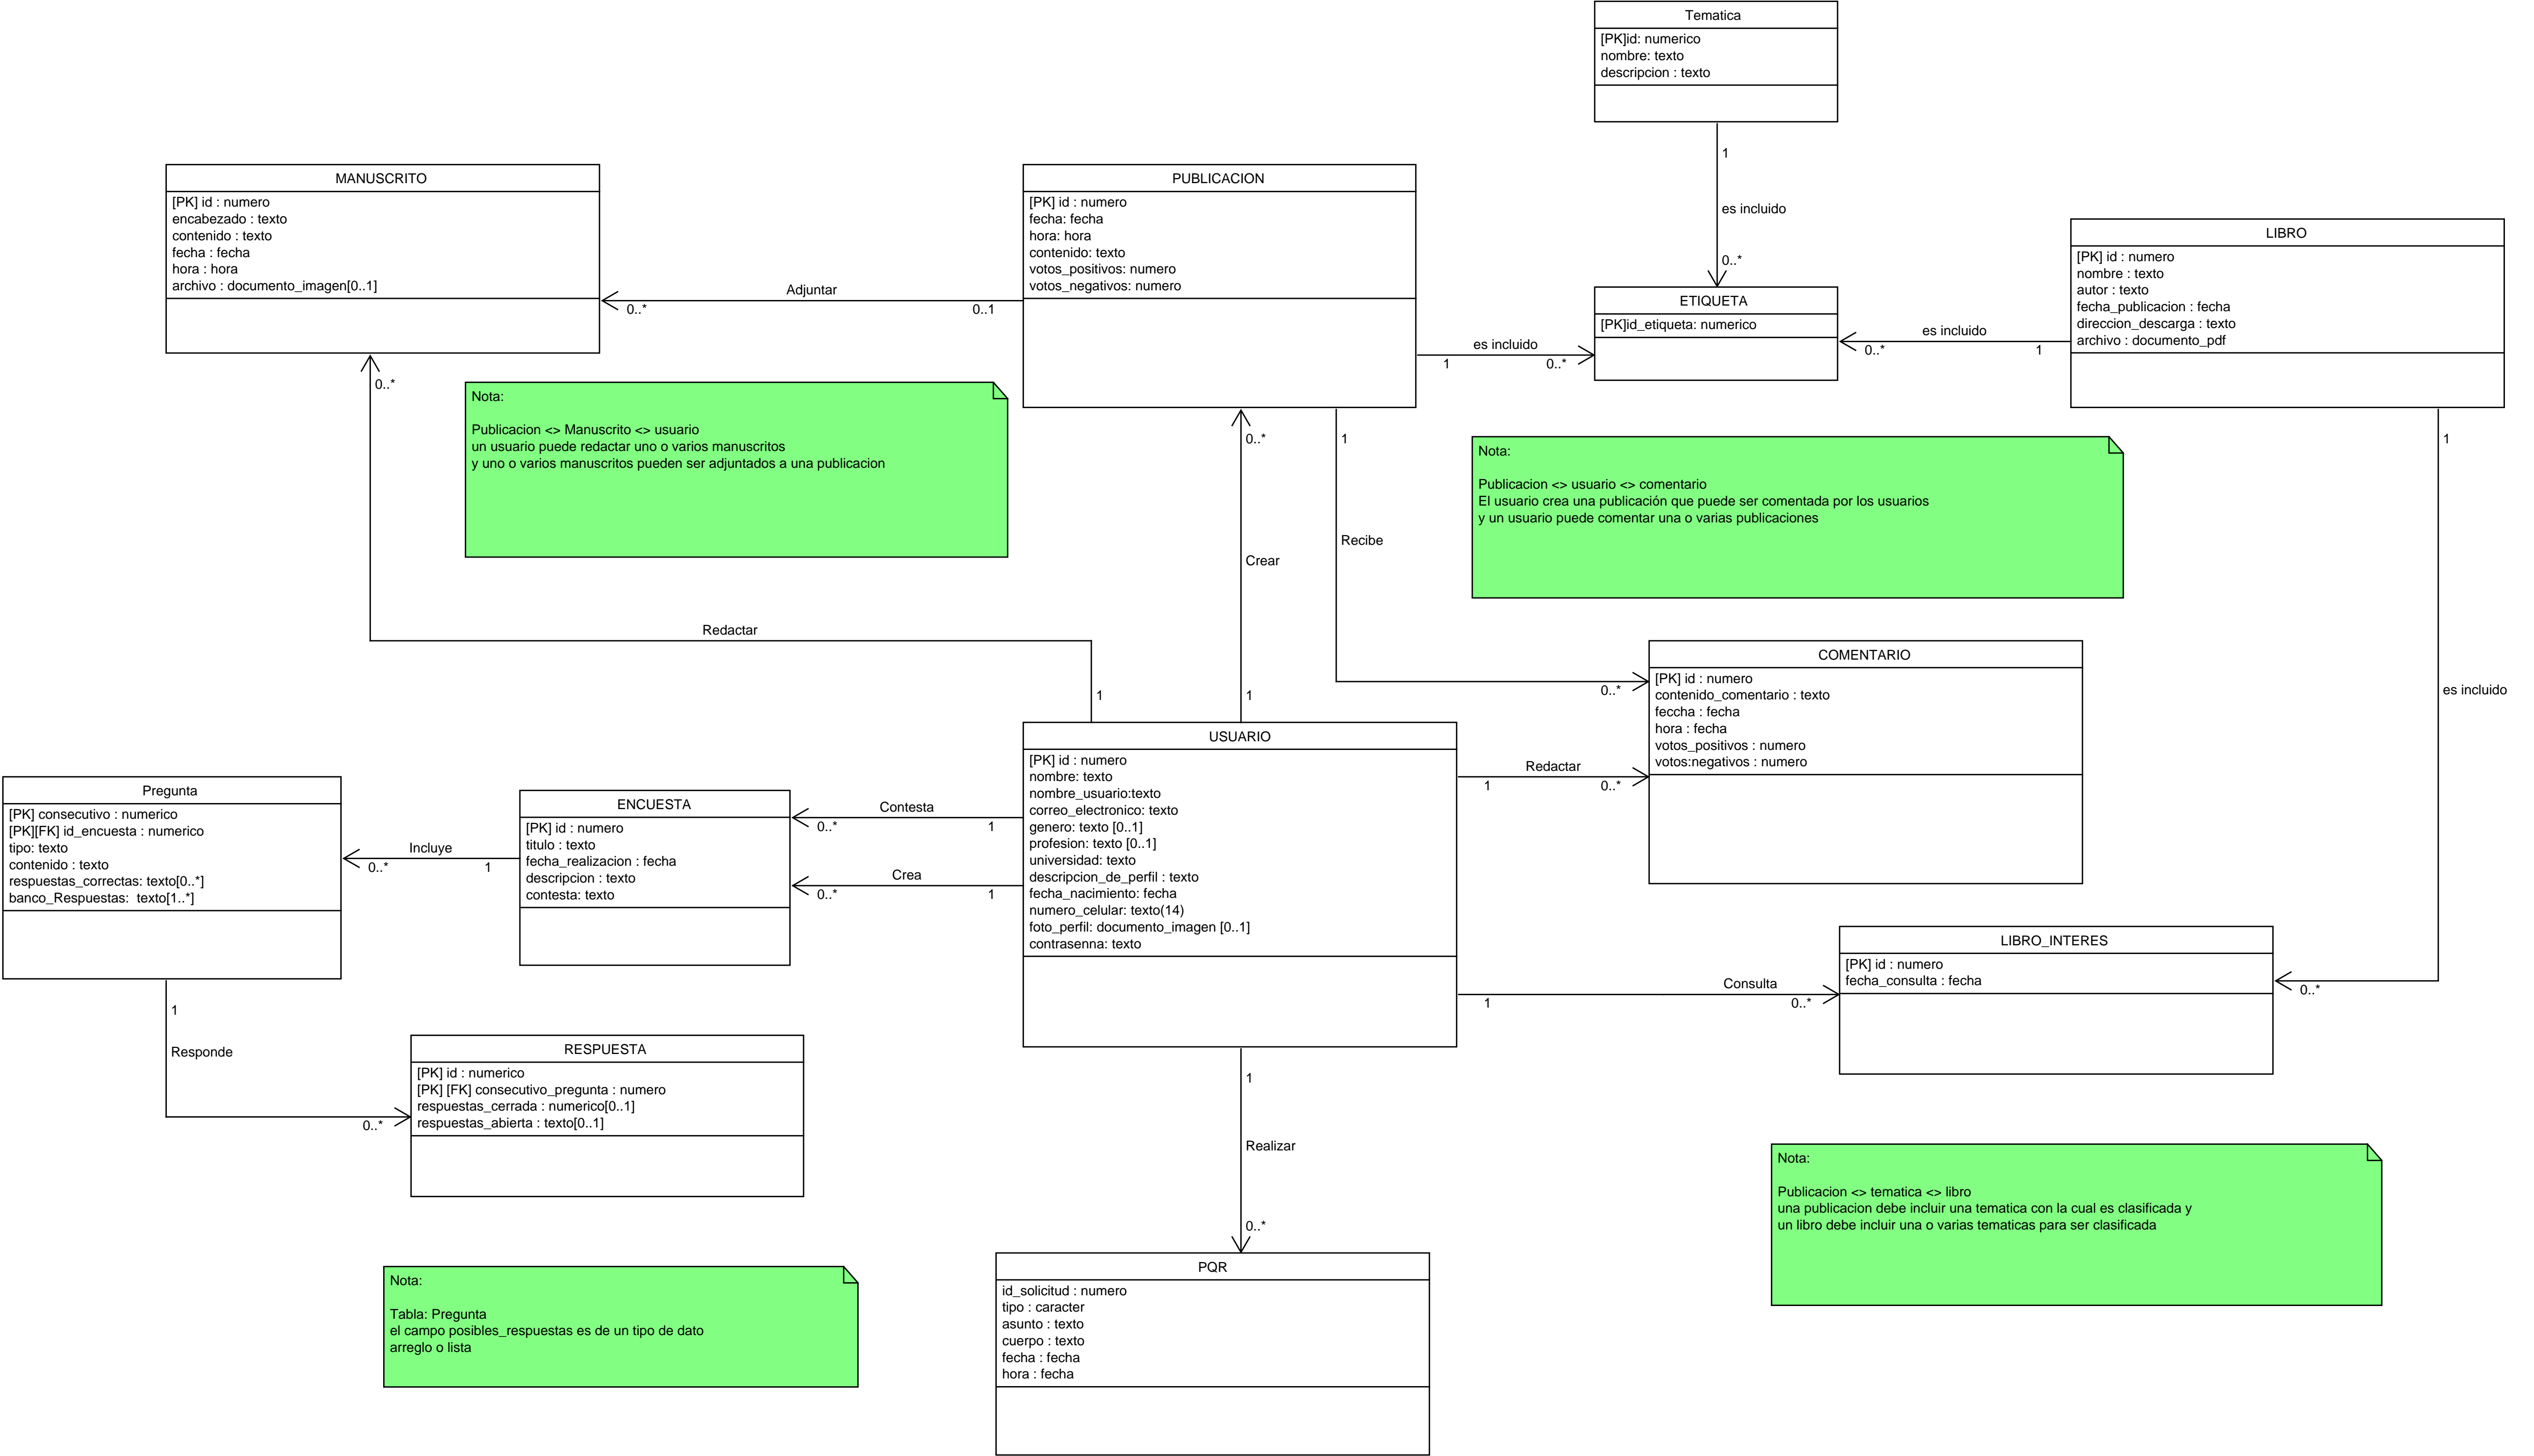 Tematica
[PK]id: numerico
nombre: texto
descripcion : texto
1
es incluido
0..*
MANUSCRITO
[PK] id : numero
encabezado : texto
contenido : texto
fecha : fecha
hora : hora
archivo : documento_imagen[0..1]
Adjuntar
0..*
0..1
PUBLICACION
[PK] id : numero
fecha: fecha
hora: hora
contenido: texto
votos_positivos: numero
votos_negativos: numero
es incluido
1
0..*
ETIQUETA
[PK]id_etiqueta: numerico
es incluido
0..*
1
LIBRO
[PK] id : numero
nombre : texto
autor : texto
fecha_publicacion : fecha
direccion_descarga : texto
archivo : documento_pdf
0..*
Nota:
Publicacion <> Manuscrito <> usuario
un usuario puede redactar uno o varios manuscritos
y uno o varios manuscritos pueden ser adjuntados a una publicacion
0..*
Crear
1
1
Recibe
0..*
Nota:
Publicacion <> usuario <> comentario
El usuario crea una publicación que puede ser comentada por los usuarios
y un usuario puede comentar una o varias publicaciones
1
es incluido
0..*
Redactar
1
COMENTARIO
[PK] id : numero
contenido_comentario : texto
feccha : fecha
hora : fecha
votos_positivos : numero
votos:negativos : numero
USUARIO
[PK] id : numero
nombre: texto
nombre_usuario:texto
correo_electronico: texto
genero: texto [0..1]
profesion: texto [0..1]
universidad: texto
descripcion_de_perfil : texto
fecha_nacimiento: fecha
numero_celular: texto(14)
foto_perfil: documento_imagen [0..1]
contrasenna: texto
Redactar
1
0..*
Pregunta
[PK] consecutivo : numerico
[PK][FK] id_encuesta : numerico
tipo: texto
contenido : texto
respuestas_correctas: texto[0..*]
banco_Respuestas:  texto[1..*]
Incluye
0..*
1
ENCUESTA
[PK] id : numero
titulo : texto
fecha_realizacion : fecha
descripcion : texto
contesta: texto
Contesta
0..*
1
Crea
0..*
1
LIBRO_INTERES
[PK] id : numero
fecha_consulta : fecha
Consulta
1
0..*
1
Responde
0..*
RESPUESTA
[PK] id : numerico
[PK] [FK] consecutivo_pregunta : numero
respuestas_cerrada : numerico[0..1]
respuestas_abierta : texto[0..1]
1
Realizar
0..*
Nota:
Publicacion <> tematica <> libro
una publicacion debe incluir una tematica con la cual es clasificada y
un libro debe incluir una o varias tematicas para ser clasificada
PQR
id_solicitud : numero
tipo : caracter
asunto : texto
cuerpo : texto
fecha : fecha
hora : fecha
Nota:
Tabla: Pregunta
el campo posibles_respuestas es de un tipo de dato
arreglo o lista